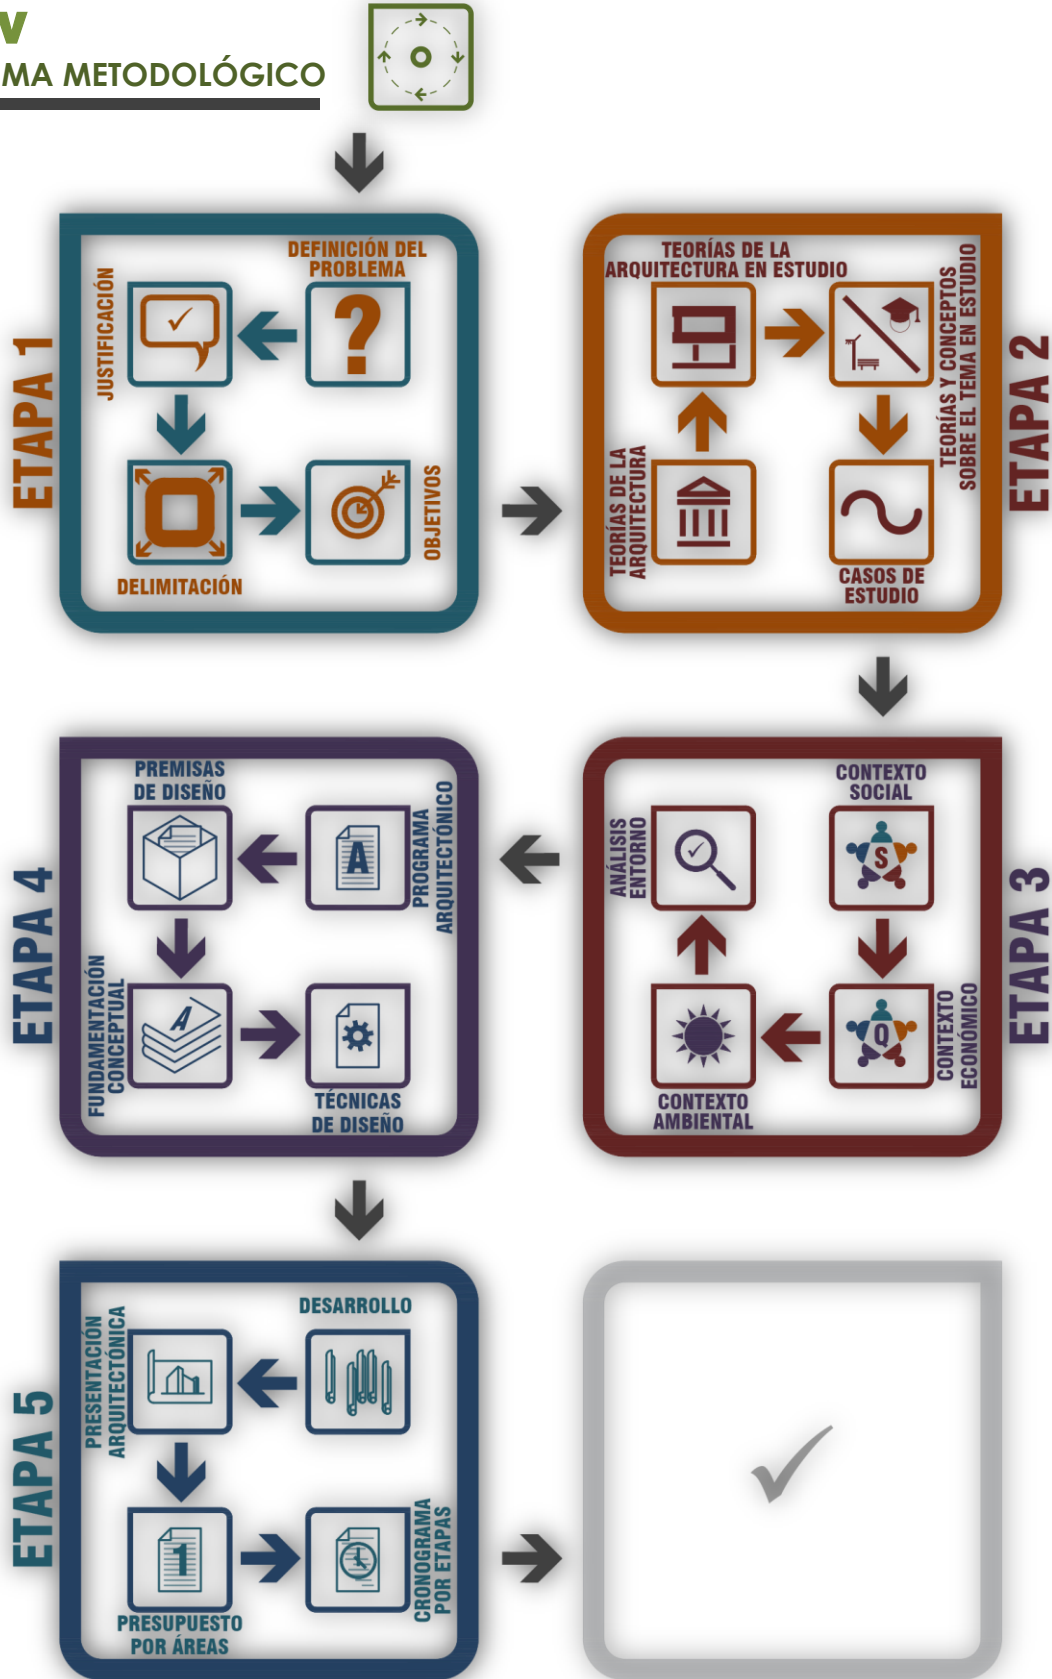 V
MA METODOLÓGICO
ETAPA 1
DEFINICIÓN DEL
PROBLEMA
?
JUSTIFICACIÓN
DELIMITACIÓN
OBJETIVOS
ETAPA 2
TEORÍAS DE LA
ARQUITECTURA
TEORÍAS DE LA
ARQUITECTURA EN ESTUDIO
TEORÍAS Y CONCEPTOS
SOBRE EL TEMA EN ESTUDIO
CASOS DE
ESTUDIO
ETAPA 3
CONTEXTO
SOCIAL
S
CONTEXTO
ECONÓMICO
Q
CONTEXTO
AMBIENTAL
ANÁLISIS
ENTORNO
ETAPA 4
PROGRAMA
ARQUITECTÓNICO
A
PREMISAS
DE DISEÑO
FUNDAMENTACIÓN
CONCEPTUAL
A
TÉCNICAS
DE DISEÑO
ETAPA 5
DESARROLLO
PRESENTACIÓN
ARQUITECTÓNICA
PRESUPUESTO
POR ÁREAS
1
CRONOGRAMA
POR ETAPAS